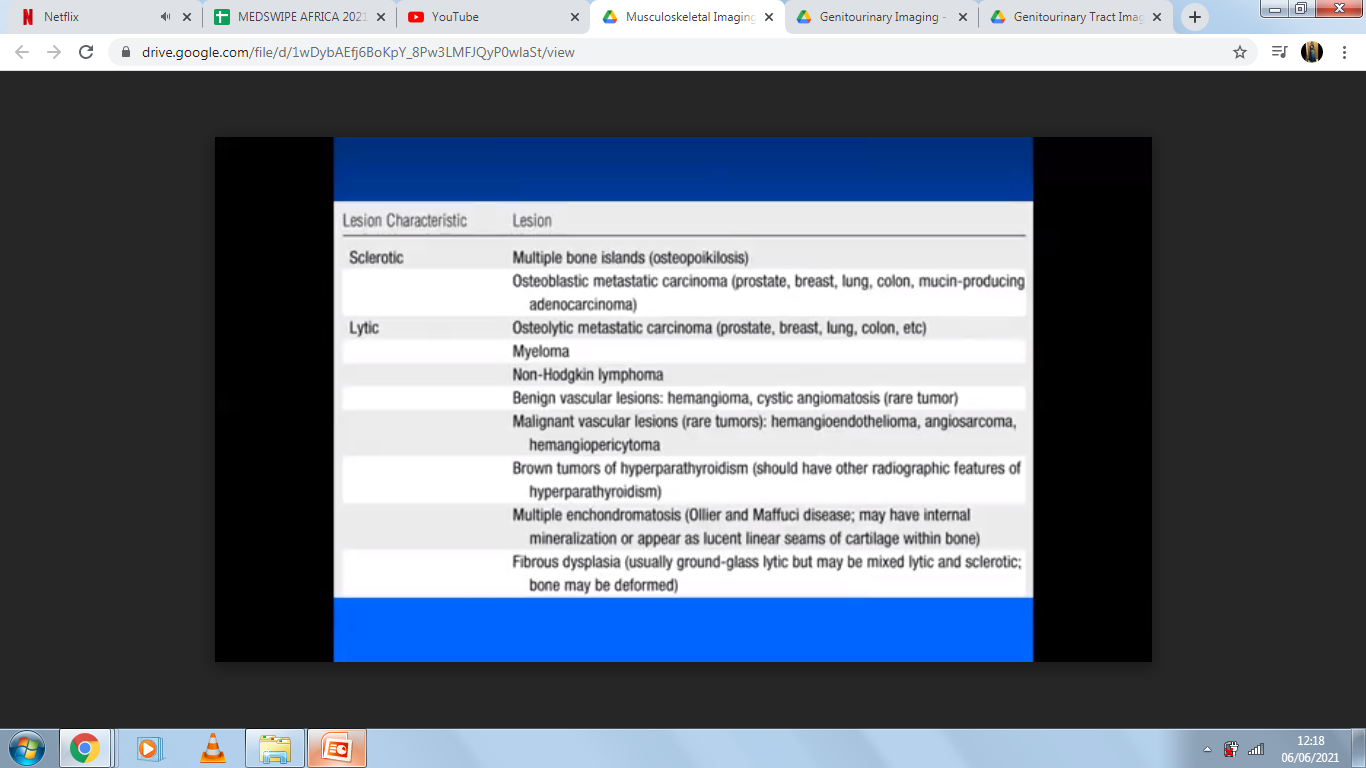 Netflix
MEDSWIPE AFRICA 2021
YouTube
Musculoskeletal Imaging
Genitourinary Imaging -
Genitourinary Tract Imag
drive.google.com/file/d/1wDybAEfj6BoKpY_8Pw3LMFJQyP0wIaSt/view
Lesion Characteristic Lesion
Sclerotic Multiple bone islands (osteopoikilosis)
Osteoblastic metastatic carcinoma (prostate, breast, lung, colon, mucin-producing
adenocarcinoma)
Lytic Osteolytic metastatic carcinoma (prostate, breast, lung, colon, etc)
Myeloma
Non-Hodgkin lymphoma
Benign vascular lesions: hemangioma, cystic angiomatosis (rare tumor)
Malignant vascular lesions (rare tumors): hemangioendothelioma, angiosarcoma,
hemangiopericytoma
Brown tumors of hyperparathyroidism (should have other radiographic features of
hyperparathyroidism)
Multiple enchondromatosis (Ollier and Maffuci disease; may have internal
mineralization or appear as lucent linear seams of cartilage within bone)
Fibrous dysplasia (usually ground-glass lytic but may be mixed lytic and sclerotic;
bone may be deformed)
12:18
06/06/2021